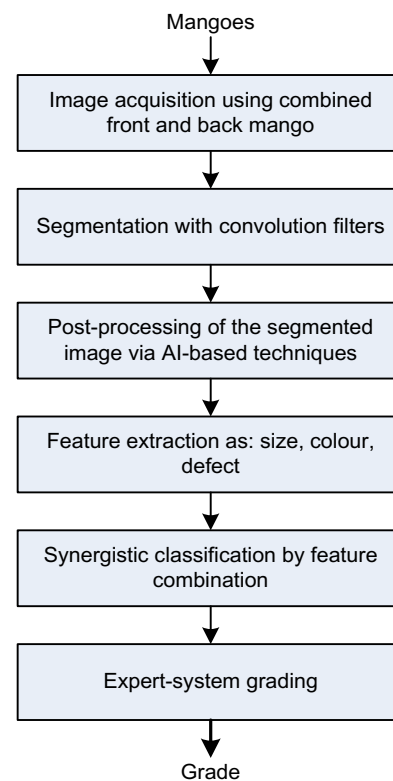 Mangoes
Image acquisition using combined
front and back mango
Segmentation with convolution filters
Post-processing of the segmented
image via AI-based techniques
Feature extraction as: size, colour,
defect
Synergistic classification by feature
combination
Expert-system grading
Grade